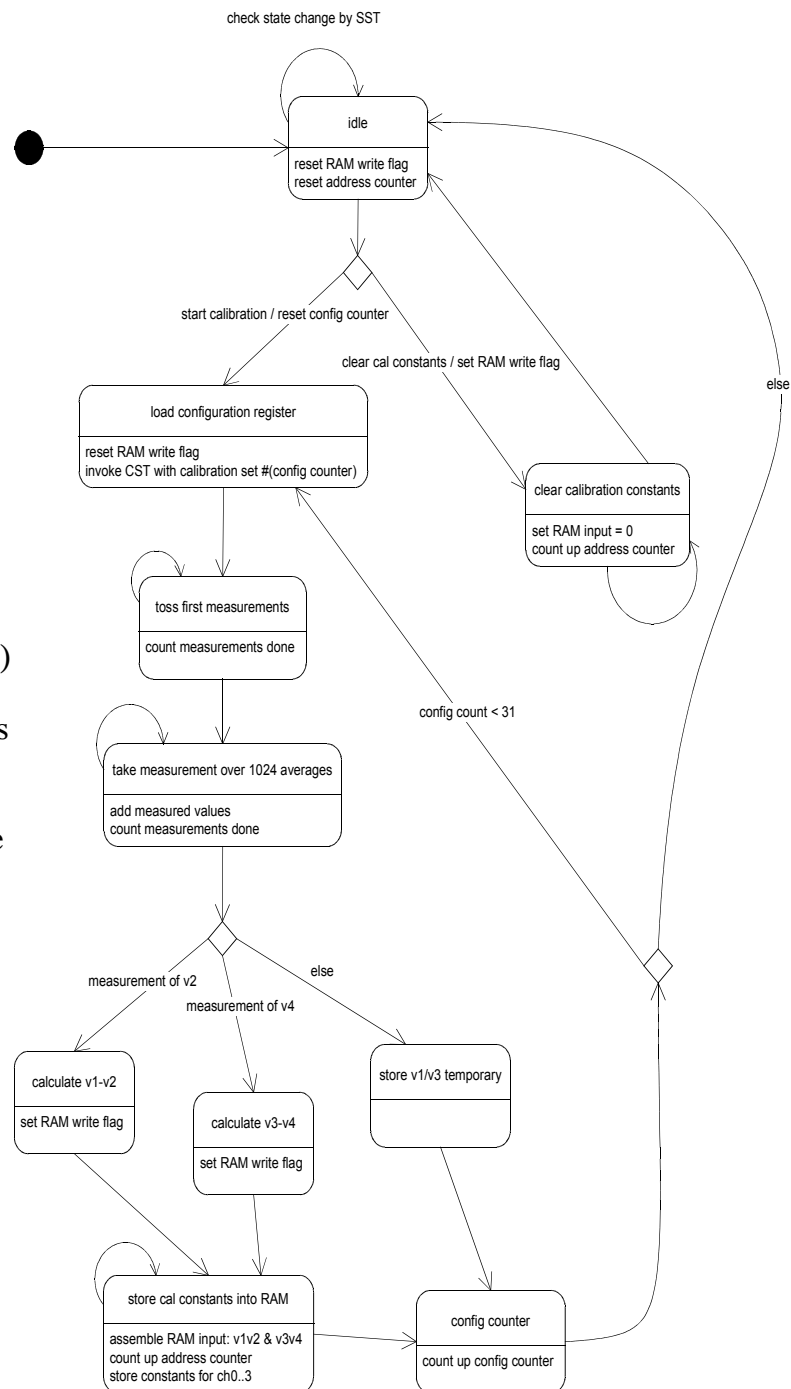 check state change by SST
idle
reset RAM write flag
reset address counter
start calibration / reset config counter
clear cal constants / set RAM write flag
else
load configuration register
reset RAM write flag
invoke CST with calibration set #(config counter)
clear calibration constants
set RAM input = 0
count up address counter
toss first measurements
count measurements done
)
config count < 31
s
take measurement over 1024 averages
add measured values
count measurements done
e
measurement of v2
measurement of v4
else
calculate v1-v2
set RAM write flag
calculate v3-v4
set RAM write flag
store v1/v3 temporary
store cal constants into RAM
assemble RAM input: v1v2 & v3v4
count up address counter
store constants for ch0..3
config counter
count up config counter